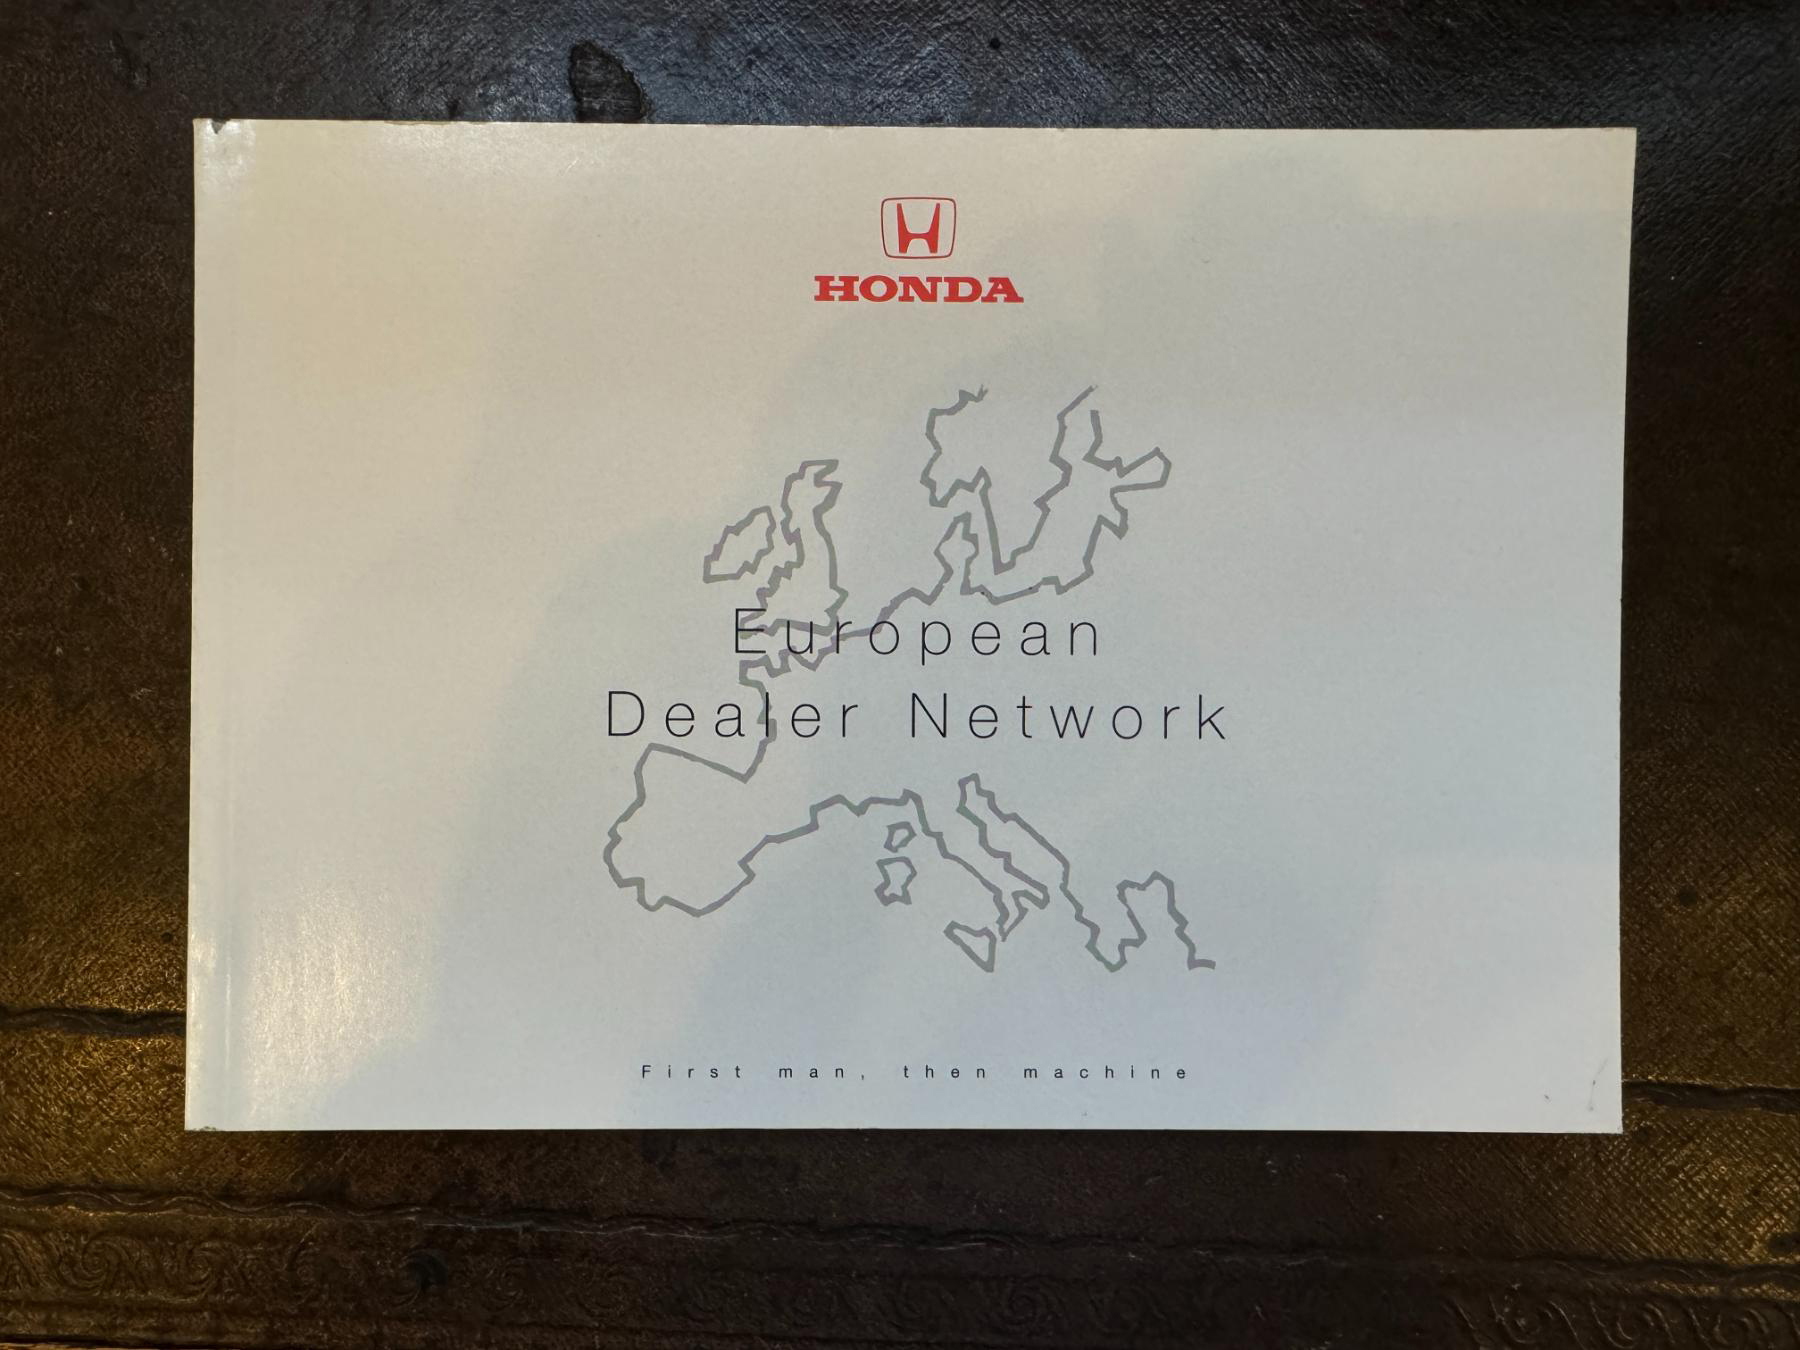 HONDA
European
Dealer Network
First man, then machine